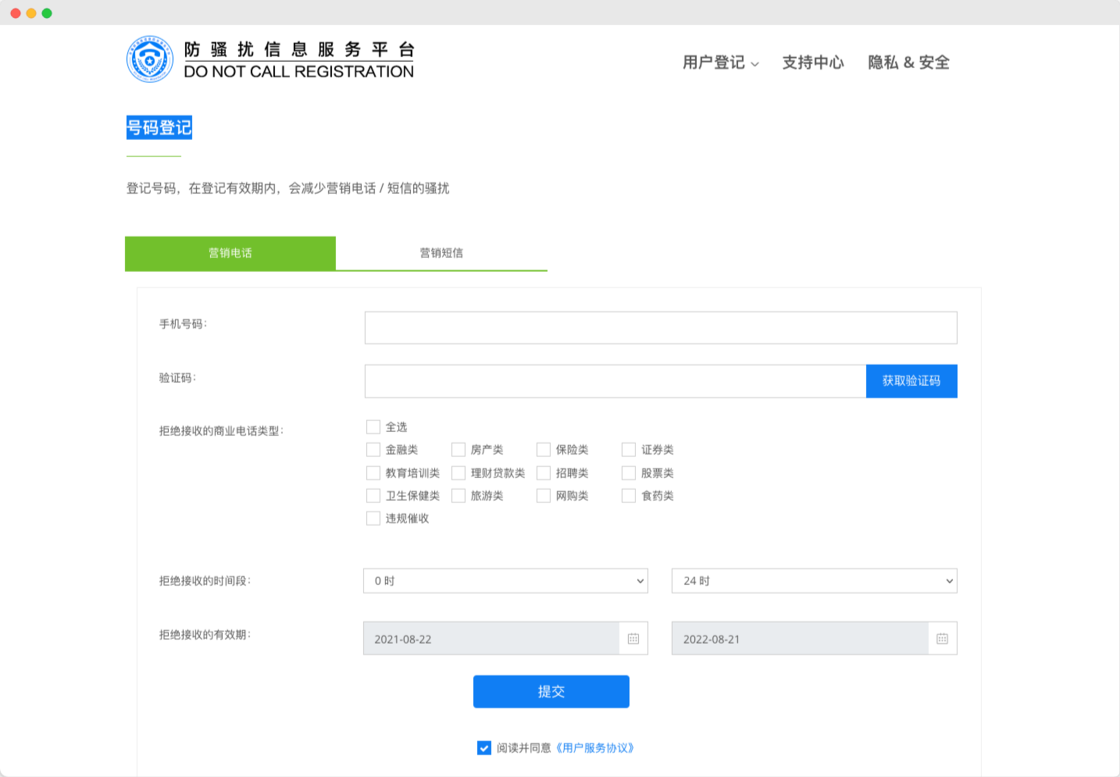 防骚扰信息服务平台
DO NOT CALL REGISTRATION
用户登记 支持中心 隐私 & 安全
号码登记
登记号码，在登记有效期内，会减少营销电话 / 短信的骚扰
营销电话 营销短信
手机号码：
验证码： 获取验证码
拒绝接收的商业电话类型： 全选
金融类 房产类 保险类 证券类
教育培训类 理财贷款类 招聘类 股票类
卫生保健类 旅游类 网购类 食药类
违规催收
拒绝接收的时间段： 0 时 24 时
拒绝接收的有效期： 2021-08-22 2022-08-21
提交
阅读并同意《用户服务协议》